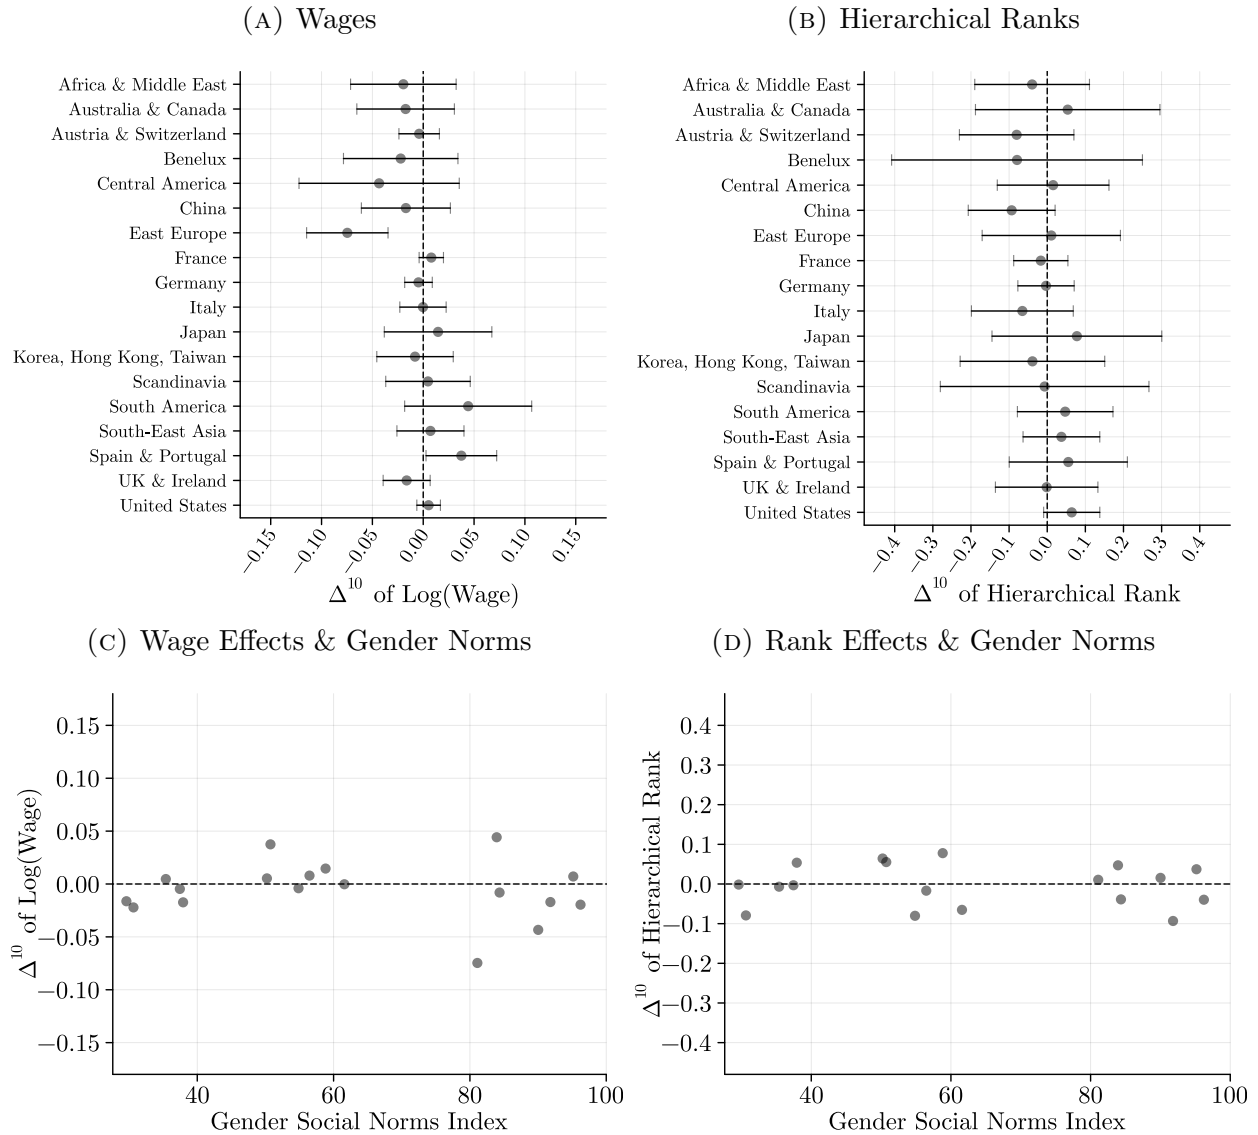 (A) Wages
Africa & Middle East
Australia & Canada
Austria & Switzerland
Benelux
Central America
China
East Europe
France
Germany
Italy
Japan
Korea, Hong Kong, Taiwan
Scandinavia
South America
South-East Asia
Spain & Portugal
UK & Ireland
United States
−0.15
−0.10
−0.05
0.00
0.05
0.10
0.15
Δ¹⁰ of Log(Wage)
(B) Hierarchical Ranks
Africa & Middle East
Australia & Canada
Austria & Switzerland
Benelux
Central America
China
East Europe
France
Germany
Italy
Japan
Korea, Hong Kong, Taiwan
Scandinavia
South America
South-East Asia
Spain & Portugal
UK & Ireland
United States
−0.4
−0.3
−0.2
−0.1
0.0
0.1
0.2
0.3
0.4
Δ¹⁰ of Hierarchical Rank
(C) Wage Effects & Gender Norms
Δ¹⁰ of Log(Wage)
0.15
0.10
0.05
0.00
−0.05
−0.10
−0.15
40
60
80
100
Gender Social Norms Index
(D) Rank Effects & Gender Norms
Δ¹⁰ of Hierarchical Rank
0.4
0.3
0.2
0.1
0.0
−0.1
−0.2
−0.3
−0.4
40
60
80
100
Gender Social Norms Index